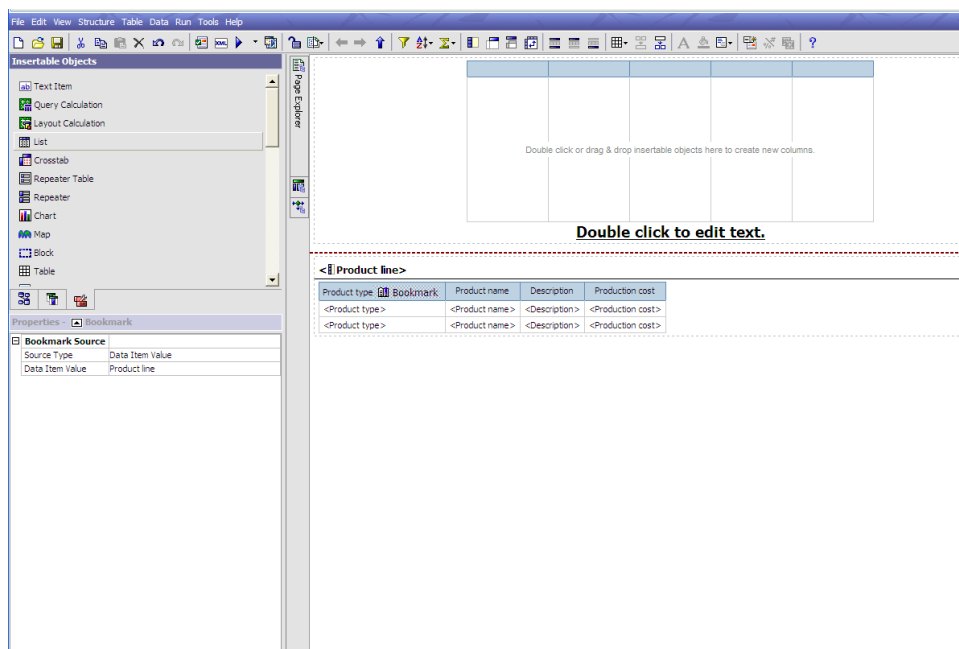 File Edit View Structure Table Data Run Tools Help
Insertable Objects
ab Text Item
Query Calculation
Layout Calculation
List
Crosstab
Repeater Table
Repeater
Chart
Map
Block
Table
Properties - Bookmark
Bookmark Source
Source Type Data Item Value
Data Item Value Product line
Page Explorer
Double click or drag & drop insertable objects here to create new columns.
Double click to edit text.
<Product line>
Product type Bookmark Product name Description Production cost
<Product type> <Product name> <Description> <Production cost>
<Product type> <Product name> <Description> <Production cost>